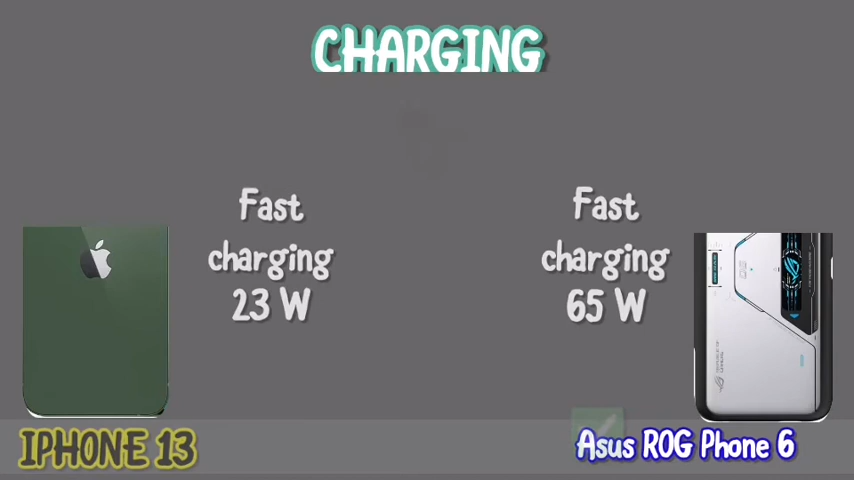 CHARGING
Fast
charging
23 W
Fast
charging
65 W
IPHONE 13
Asus ROG Phone 6